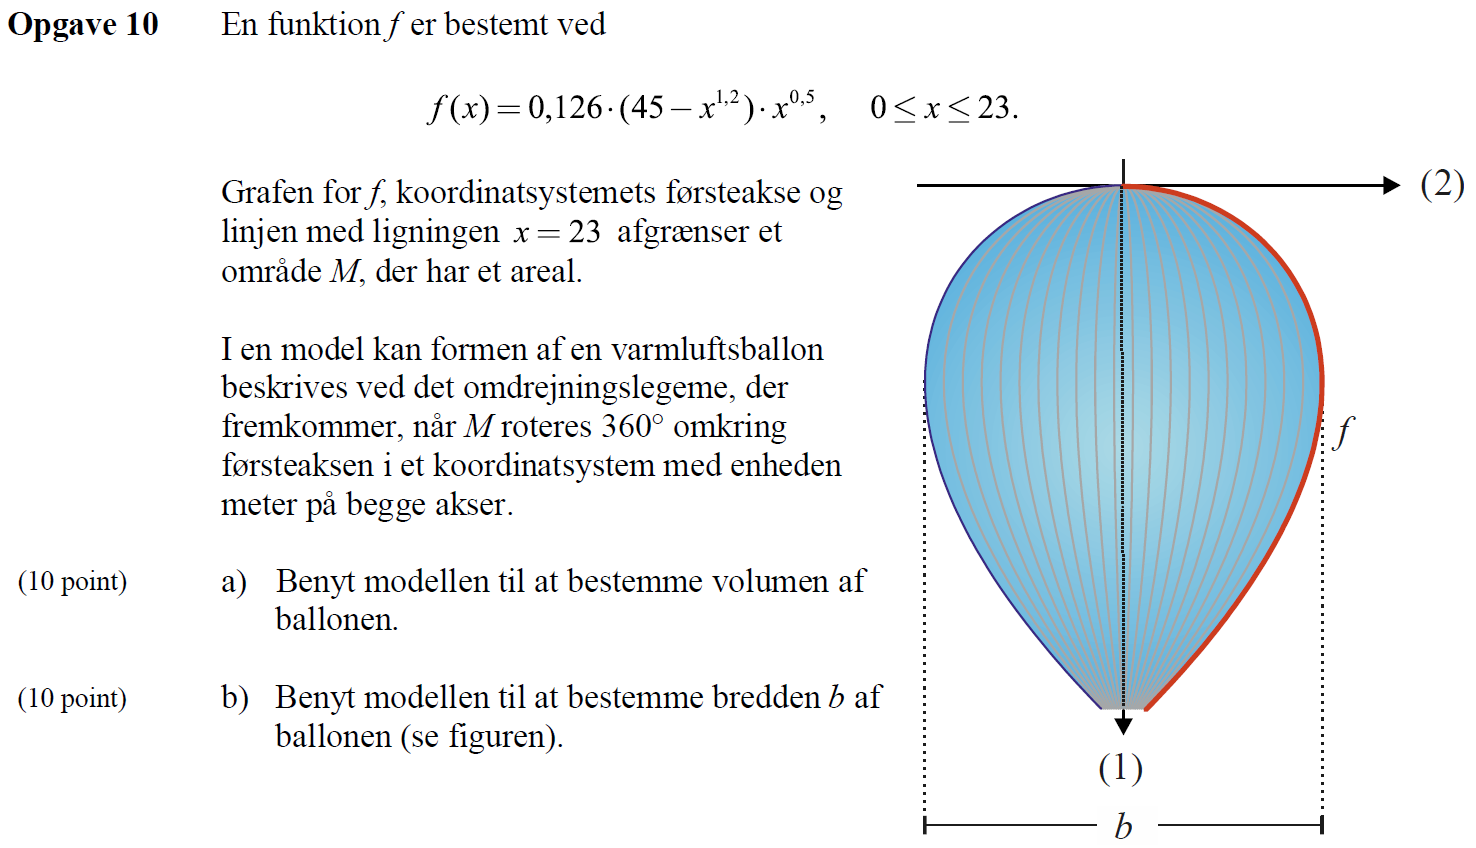 Opgave 10 En funktion f er bestemt ved
f(x) = 0,126·(45 − x^1,2)·x^0,5, 0 ≤ x ≤ 23.
Grafen for f, koordinatsystemets førsteakse og
linjen med ligningen x = 23 afgrænser et
område M, der har et areal.
I en model kan formen af en varmluftsballon
beskrives ved det omdrejningslegeme, der
fremkommer, når M roteres 360° omkring
førsteaksen i et koordinatsystem med enheden
meter på begge akser.
(10 point) a) Benyt modellen til at bestemme volumen af
ballonen.
(10 point) b) Benyt modellen til at bestemme bredden b af
ballonen (se figuren).
(2)
f
(1)
b